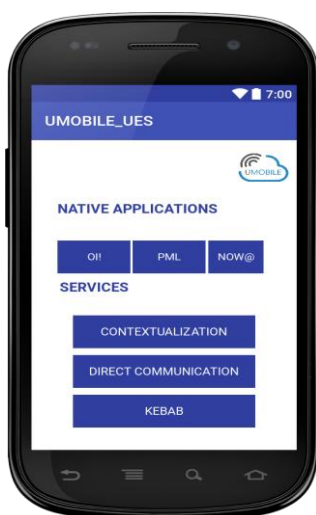 7:00
UMOBILE_UES
UMOBILE
NATIVE APPLICATIONS
OI! PML NOW@
SERVICES
CONTEXTUALIZATION
DIRECT COMMUNICATION
KEBAB